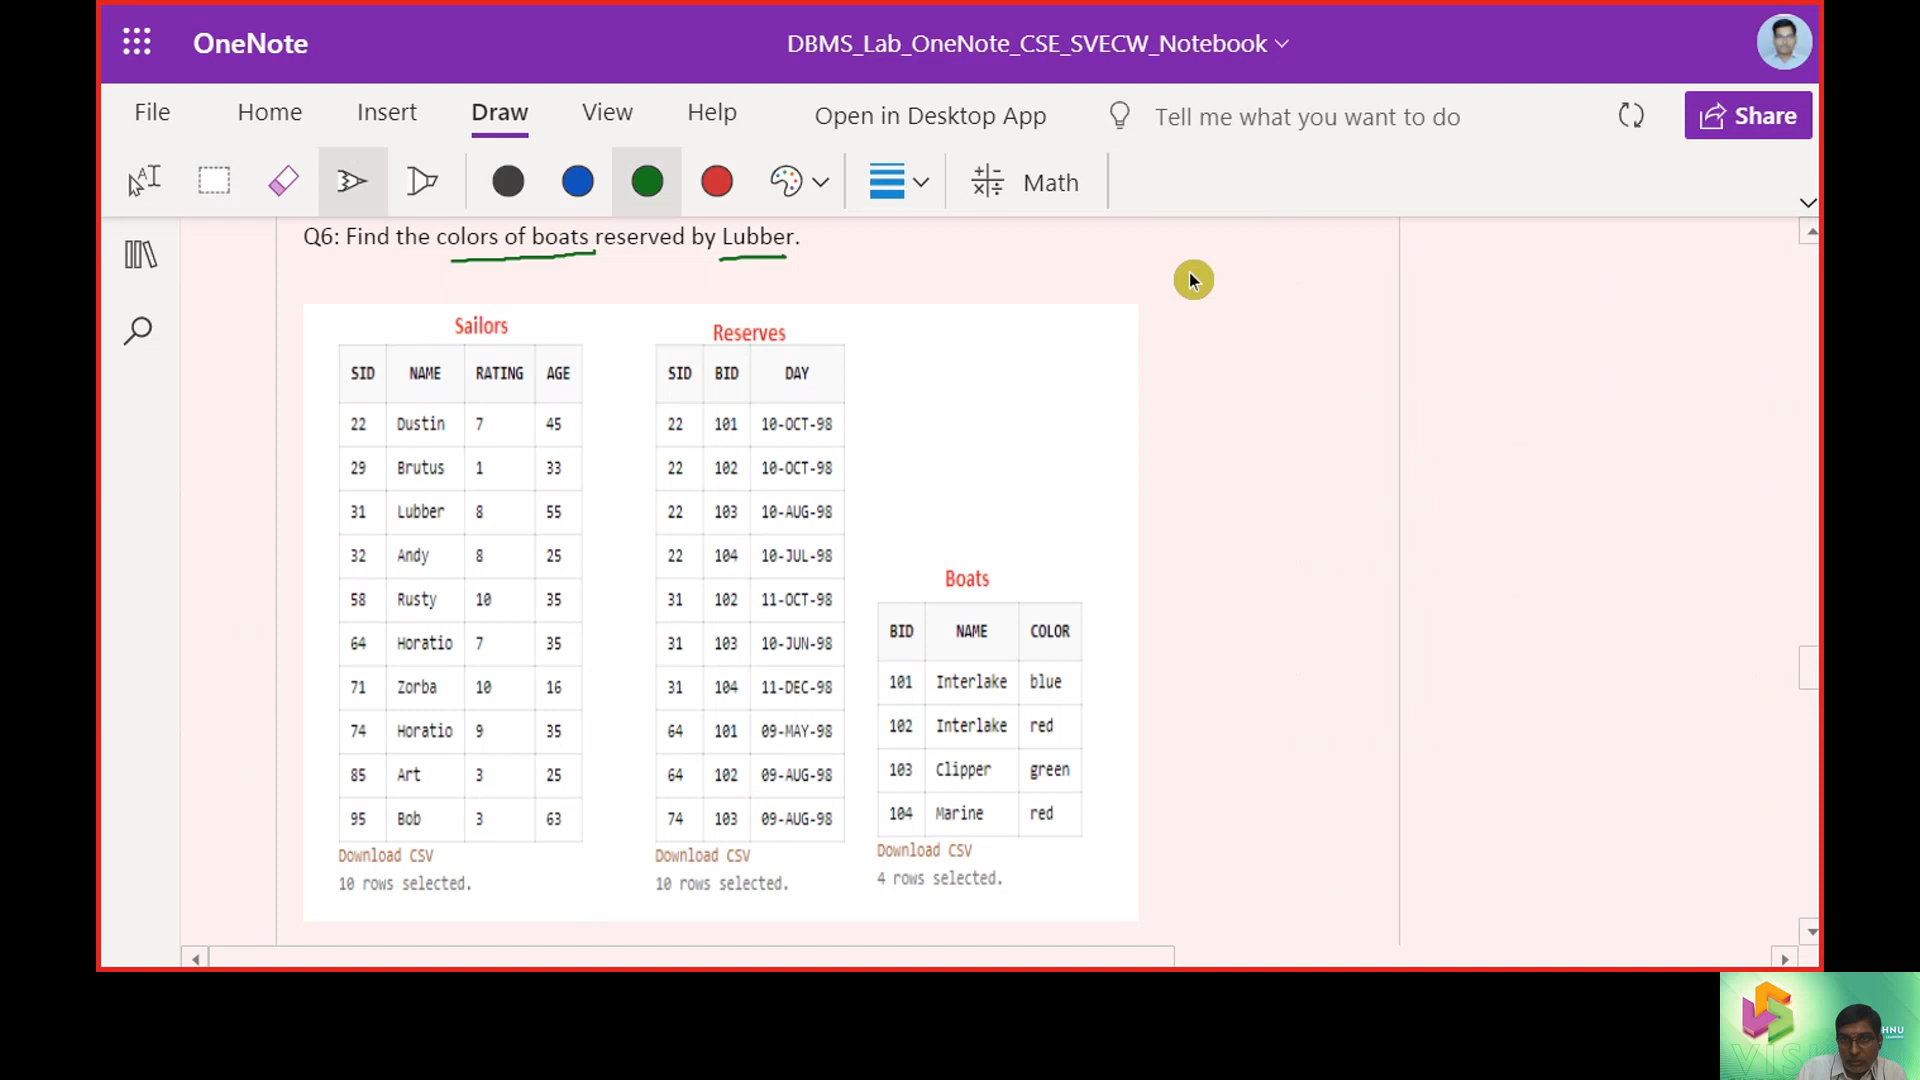 OneNote
DBMS_Lab_OneNote_CSE_SVECW_Notebook
File Home Insert Draw View Help Open in Desktop App Tell me what you want to do Share
Math
Q6: Find the colors of boats reserved by Lubber.
Sailors
SID NAME RATING AGE
22 Dustin 7 45
29 Brutus 1 33
31 Lubber 8 55
32 Andy 8 25
58 Rusty 10 35
64 Horatio 7 35
71 Zorba 10 16
74 Horatio 9 35
85 Art 3 25
95 Bob 3 63
Download CSV
10 rows selected.
Reserves
SID BID DAY
22 101 10-OCT-98
22 102 10-OCT-98
22 103 10-AUG-98
22 104 10-JUL-98
31 102 11-OCT-98
31 103 10-JUN-98
31 104 11-DEC-98
64 101 09-MAY-98
64 102 09-AUG-98
74 103 09-AUG-98
Download CSV
10 rows selected.
Boats
BID NAME COLOR
101 Interlake blue
102 Interlake red
103 Clipper green
104 Marine red
Download CSV
4 rows selected.